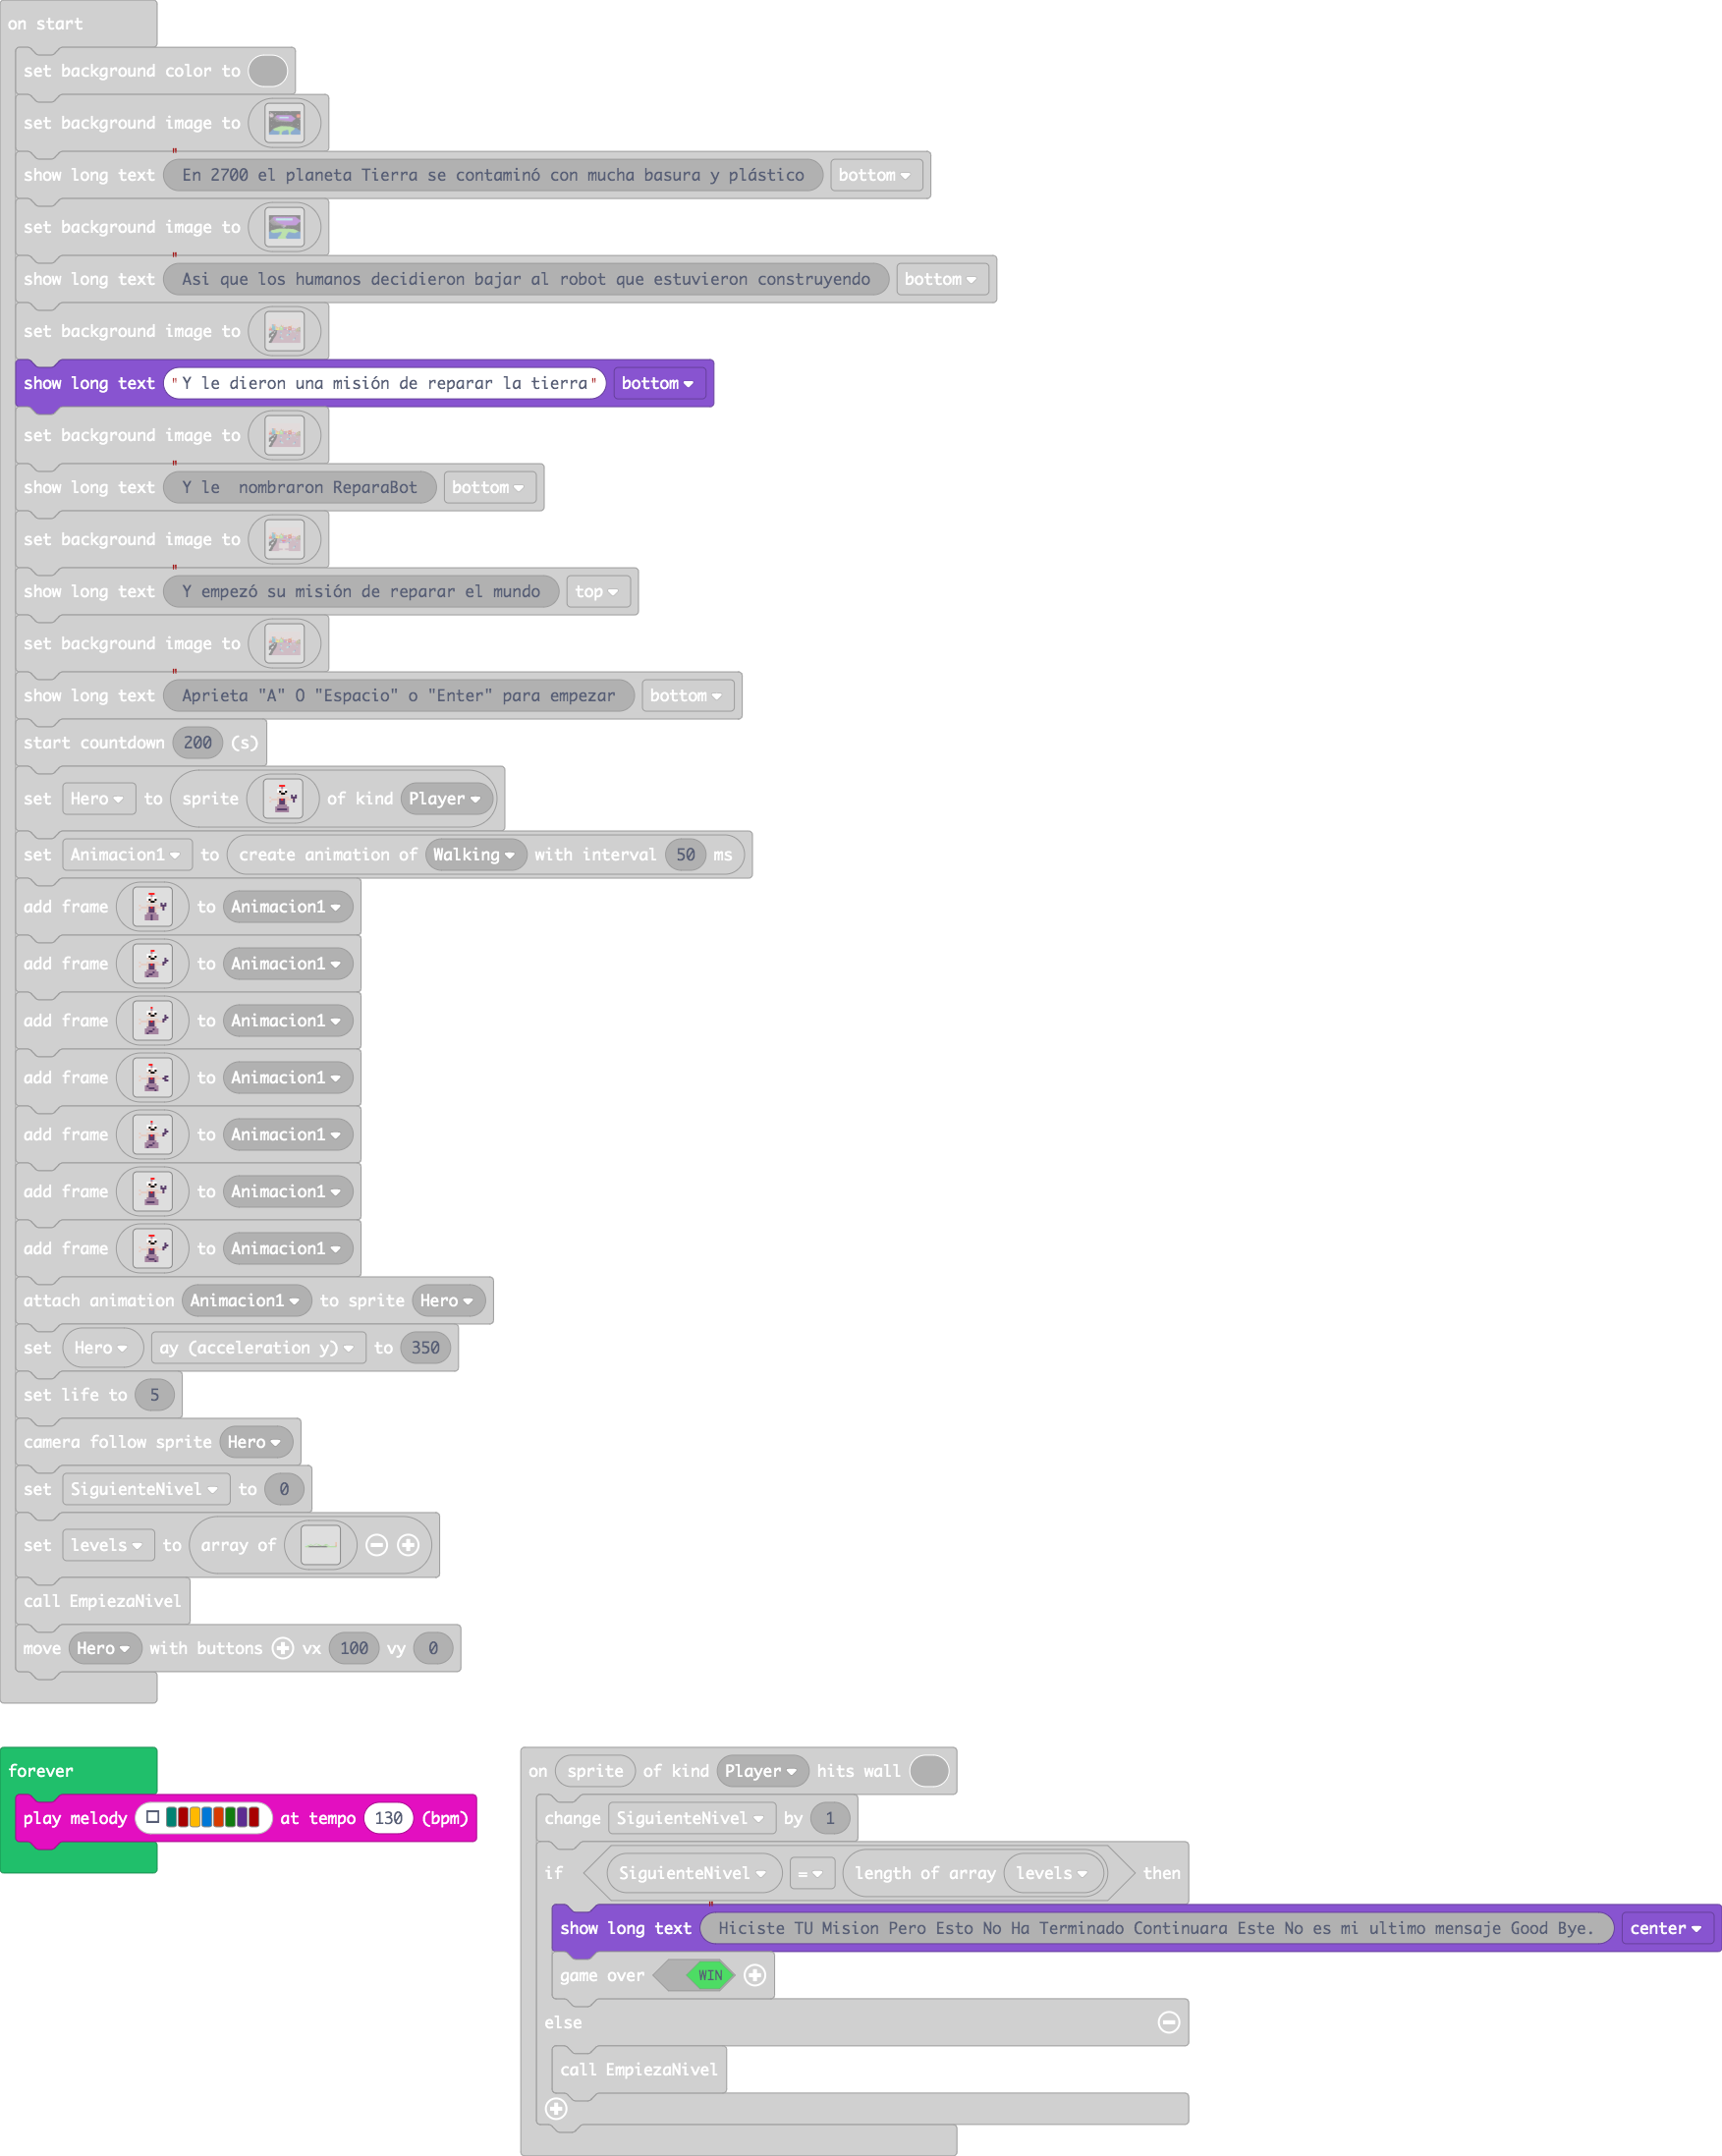 on start
set background color to
set background image to
show long text " En 2700 el planeta Tierra se contaminó con mucha basura y plástico bottom
set background image to
show long text " Asi que los humanos decidieron bajar al robot que estuvieron construyendo bottom
set background image to
show long text "Y le dieron una misión de reparar la tierra" bottom
set background image to
show long text " Y le  nombraron ReparaBot bottom
set background image to
show long text " Y empezó su misión de reparar el mundo top
set background image to
show long text " Aprieta "A" O "Espacio" o "Enter" para empezar bottom
start countdown 200 (s)
set Hero to sprite of kind Player
set Animacion1 to create animation of Walking with interval 50 ms
add frame to Animacion1
add frame to Animacion1
add frame to Animacion1
add frame to Animacion1
add frame to Animacion1
add frame to Animacion1
add frame to Animacion1
attach animation Animacion1 to sprite Hero
set Hero ay (acceleration y) to 350
set life to 5
camera follow sprite Hero
set SiguienteNivel to 0
set levels to array of
call EmpiezaNivel
move Hero with buttons vx 100 vy 0
forever
play melody at tempo 130 (bpm)
on sprite of kind Player hits wall
change SiguienteNivel by 1
if SiguienteNivel = length of array levels then
show long text " Hiciste TU Mision Pero Esto No Ha Terminado Continuara Este No es mi ultimo mensaje Good Bye. center
game over WIN
else
call EmpiezaNivel